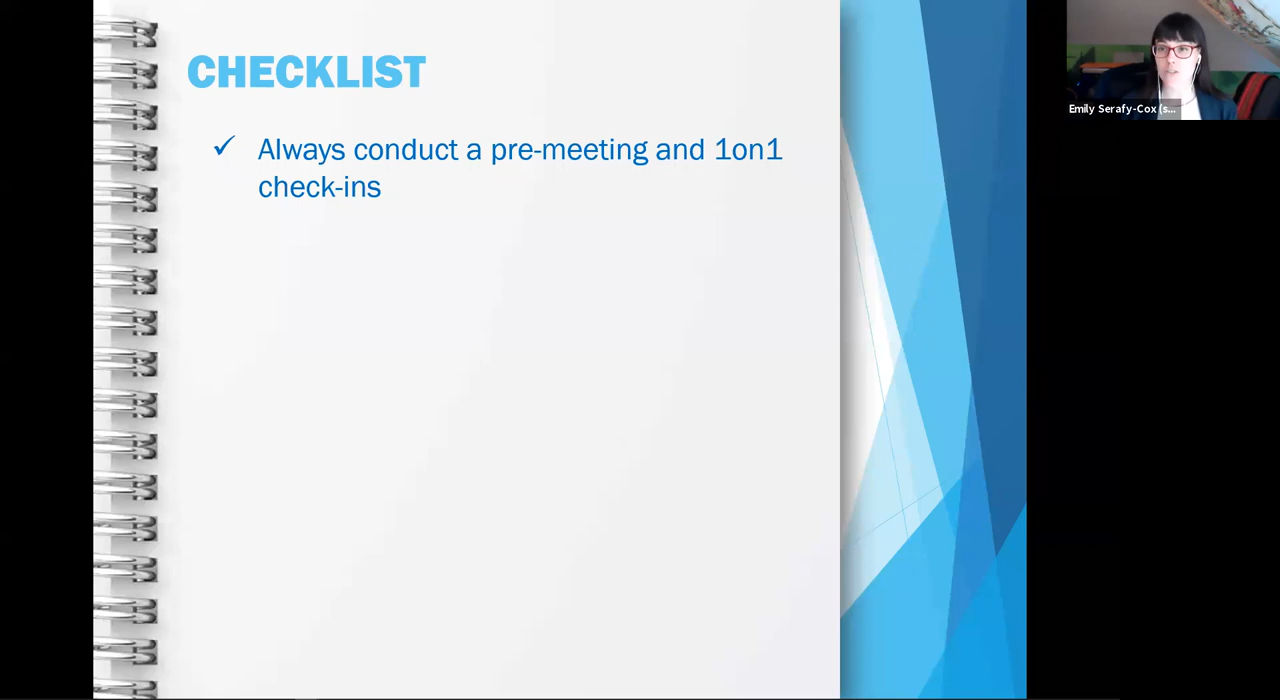 CHECKLIST
✓ Always conduct a pre-meeting and 1on1
check-ins
Emily Serafy-Cox (s...